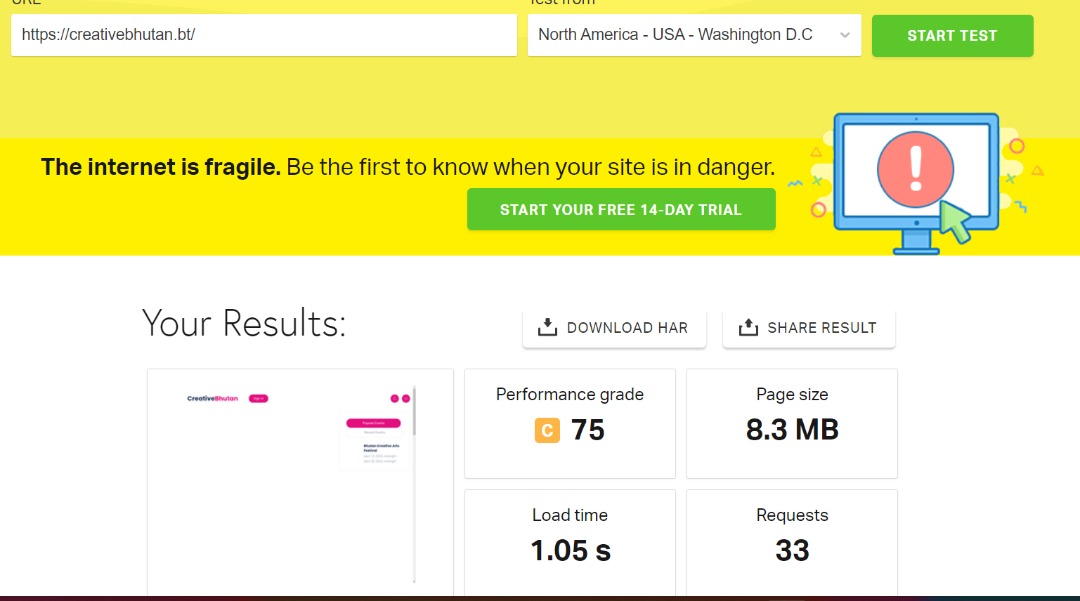 URL
Test from
https://creativebhutan.bt/
North America - USA - Washington D.C
START TEST
The internet is fragile. Be the first to know when your site is in danger.
START YOUR FREE 14-DAY TRIAL
Your Results:
DOWNLOAD HAR
SHARE RESULT
CreativeBhutan
Performance grade
C 75
Page size
8.3 MB
Bhutan Creative Arts
Festival
Load time
1.05 s
Requests
33